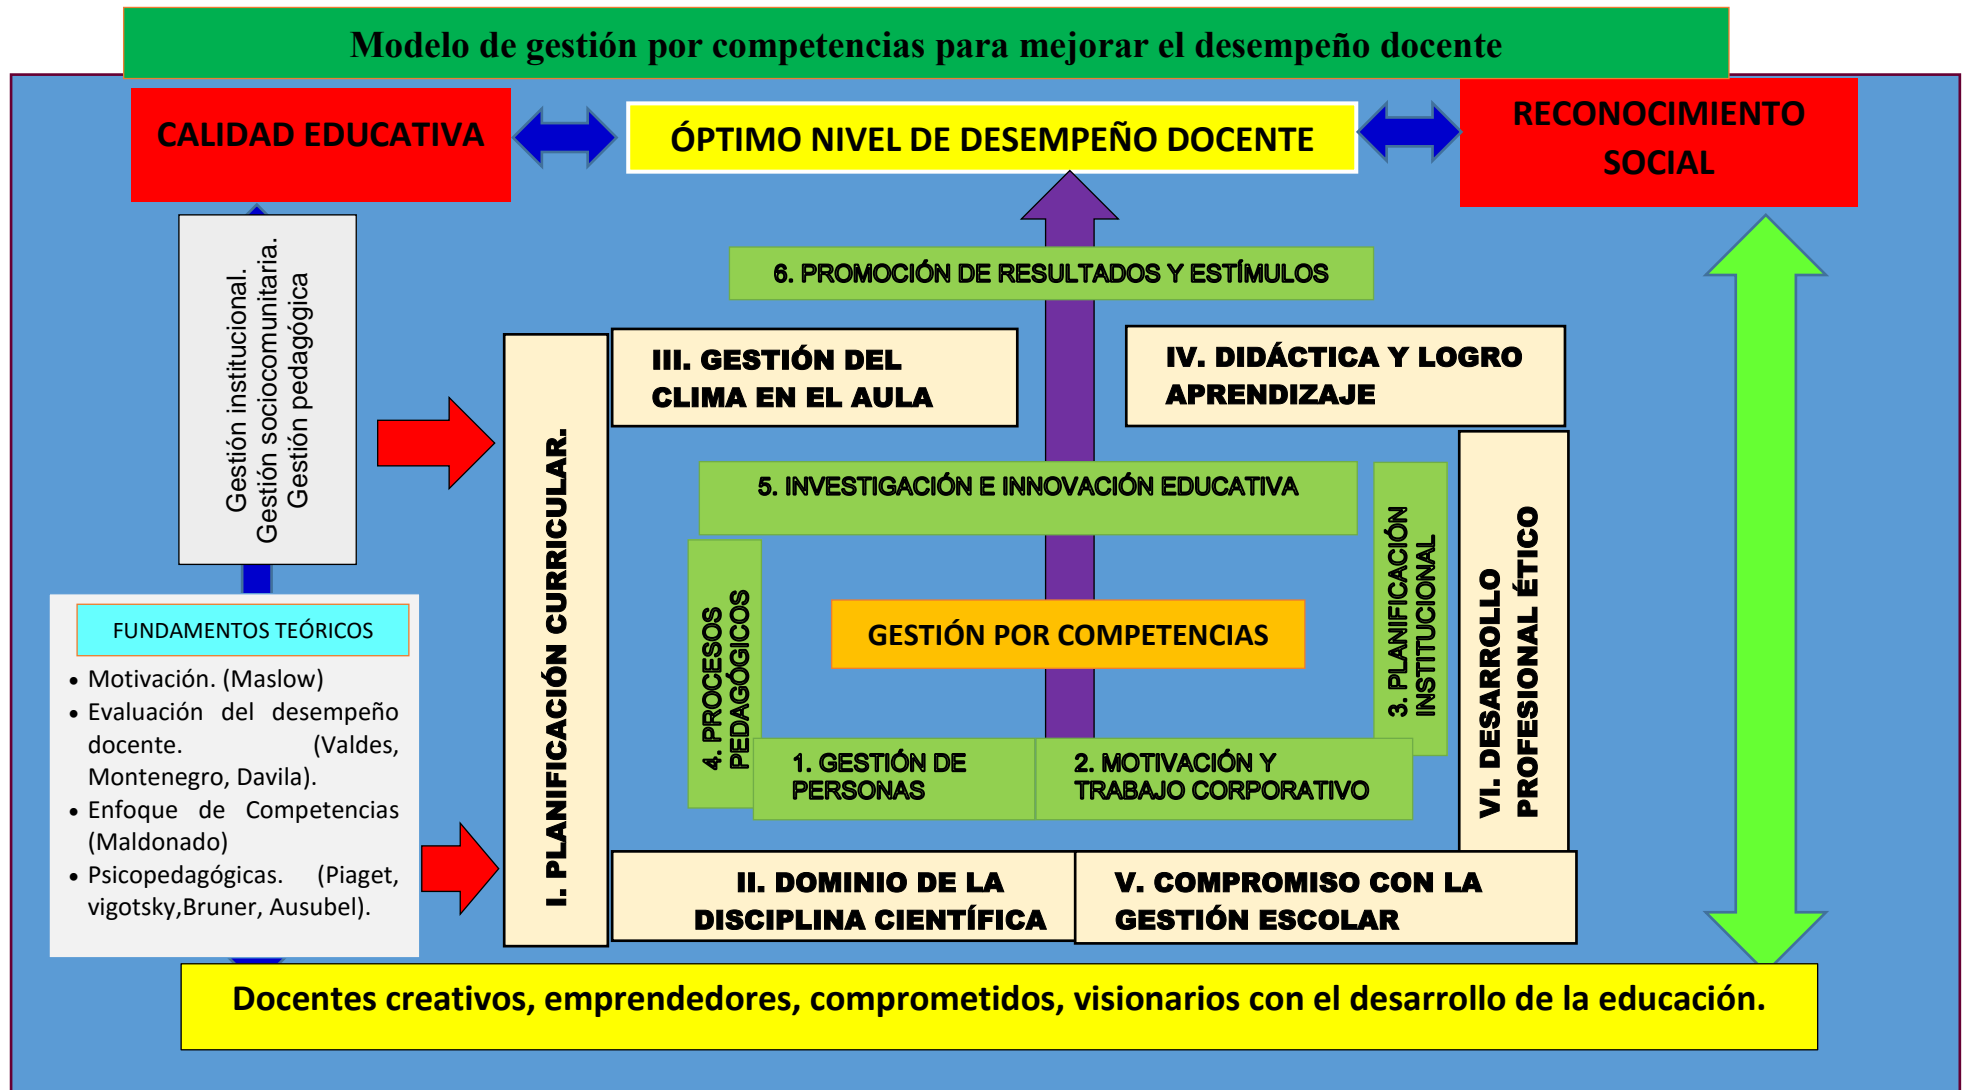 Modelo de gestión por competencias para mejorar el desempeño docente
CALIDAD EDUCATIVA
ÓPTIMO NIVEL DE DESEMPEÑO DOCENTE
RECONOCIMIENTO
SOCIAL
Gestión institucional.
Gestión sociocomunitaria.
Gestión pedagógica
6. PROMOCIÓN DE RESULTADOS Y ESTÍMULOS
III. GESTIÓN DEL
CLIMA EN EL AULA
IV. DIDÁCTICA Y LOGRO
APRENDIZAJE
I. PLANIFICACIÓN CURRICULAR.
5. INVESTIGACIÓN E INNOVACIÓN EDUCATIVA
3. PLANIFICACIÓN
INSTITUCIONAL
VI. DESARROLLO
PROFESIONAL ÉTICO
4. PROCESOS
PEDAGÓGICOS
GESTIÓN POR COMPETENCIAS
1. GESTIÓN DE
PERSONAS
2. MOTIVACIÓN Y
TRABAJO CORPORATIVO
FUNDAMENTOS TEÓRICOS
• Motivación. (Maslow)
• Evaluación del desempeño
docente. (Valdes,
Montenegro, Davila).
• Enfoque de Competencias
(Maldonado)
• Psicopedagógicas. (Piaget,
vigotsky,Bruner, Ausubel).
II. DOMINIO DE LA
DISCIPLINA CIENTÍFICA
V. COMPROMISO CON LA
GESTIÓN ESCOLAR
Docentes creativos, emprendedores, comprometidos, visionarios con el desarrollo de la educación.